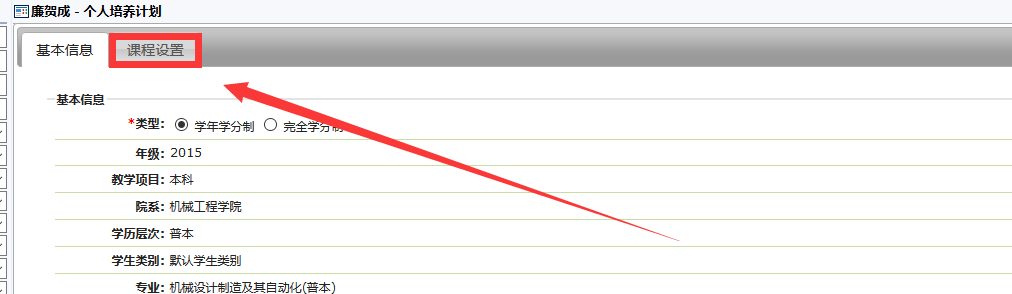 廉贺成 - 个人培养计划
基本信息 课程设置
基本信息
*类型: 学年学分制 完全学分制
年级: 2015
教学项目: 本科
院系: 机械工程学院
学历层次: 普本
学生类别: 默认学生类别
专业: 机械设计制造及其自动化(普本)